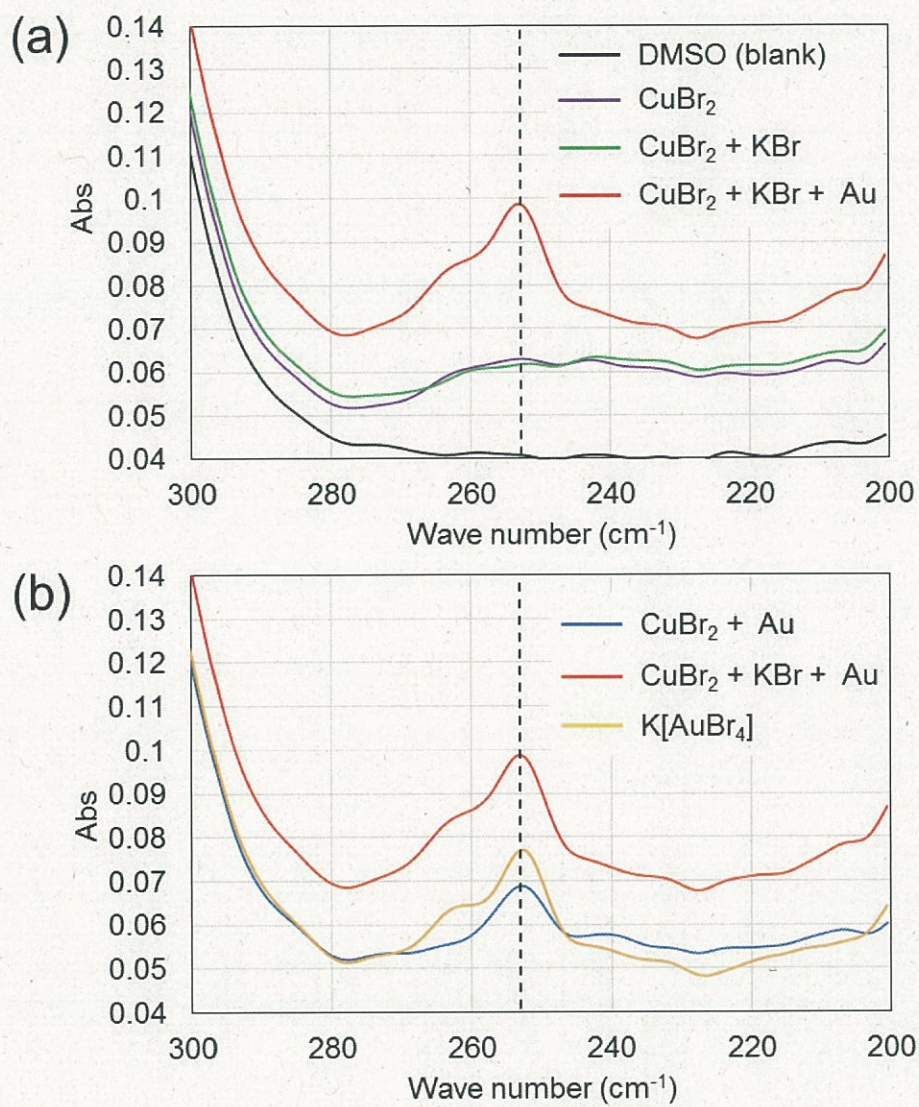 (a)
0.14
0.13
0.12
0.11
0.1
0.09
0.08
0.07
0.06
0.05
0.04
Abs
300
280
260
240
220
200
Wave number (cm⁻¹)
DMSO (blank)
CuBr₂
CuBr₂ + KBr
CuBr₂ + KBr + Au
(b)
0.14
0.13
0.12
0.11
0.1
0.09
0.08
0.07
0.06
0.05
0.04
Abs
300
280
260
240
220
200
Wave number (cm⁻¹)
CuBr₂ + Au
CuBr₂ + KBr + Au
K[AuBr₄]